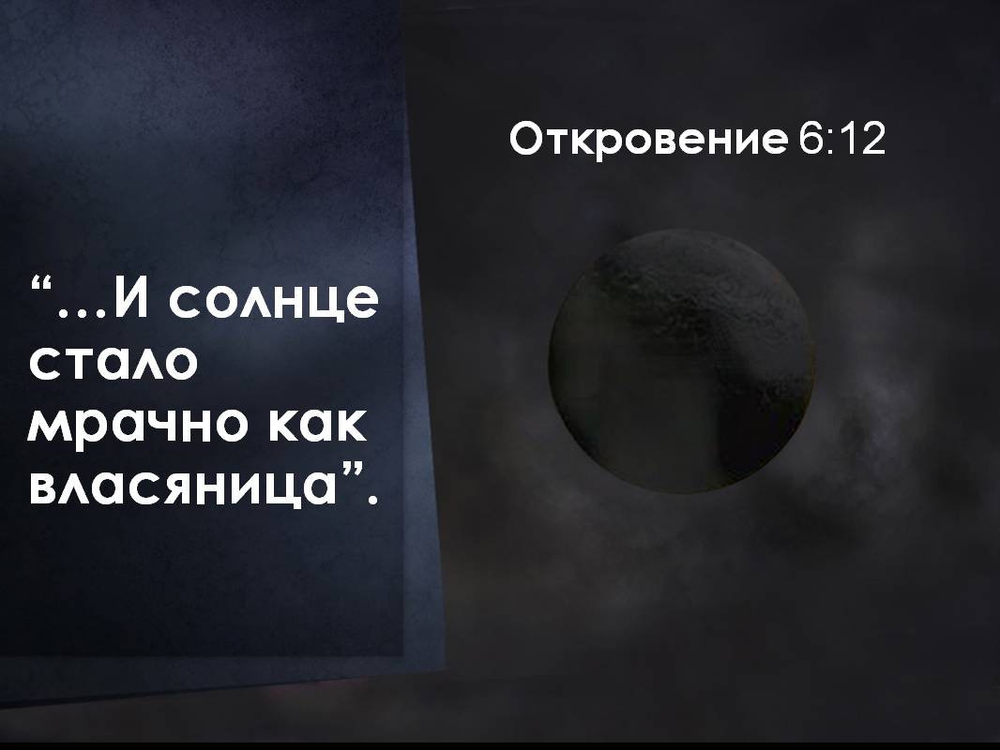 Откровение 6:12
“…И солнце
стало
мрачно как
власяница”.